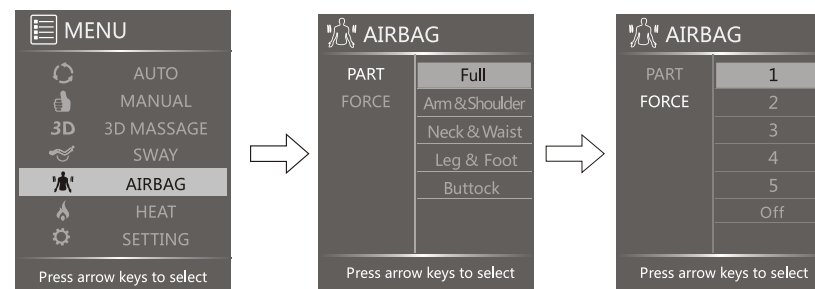 MENU
AUTO
MANUAL
3D 3D MASSAGE
SWAY
AIRBAG
HEAT
SETTING
Press arrow keys to select
AIRBAG
PART Full
FORCE Arm & Shoulder
Neck & Waist
Leg & Foot
Buttock
Press arrow keys to select
AIRBAG
PART 1
FORCE 2
3
4
5
Off
Press arrow keys to select